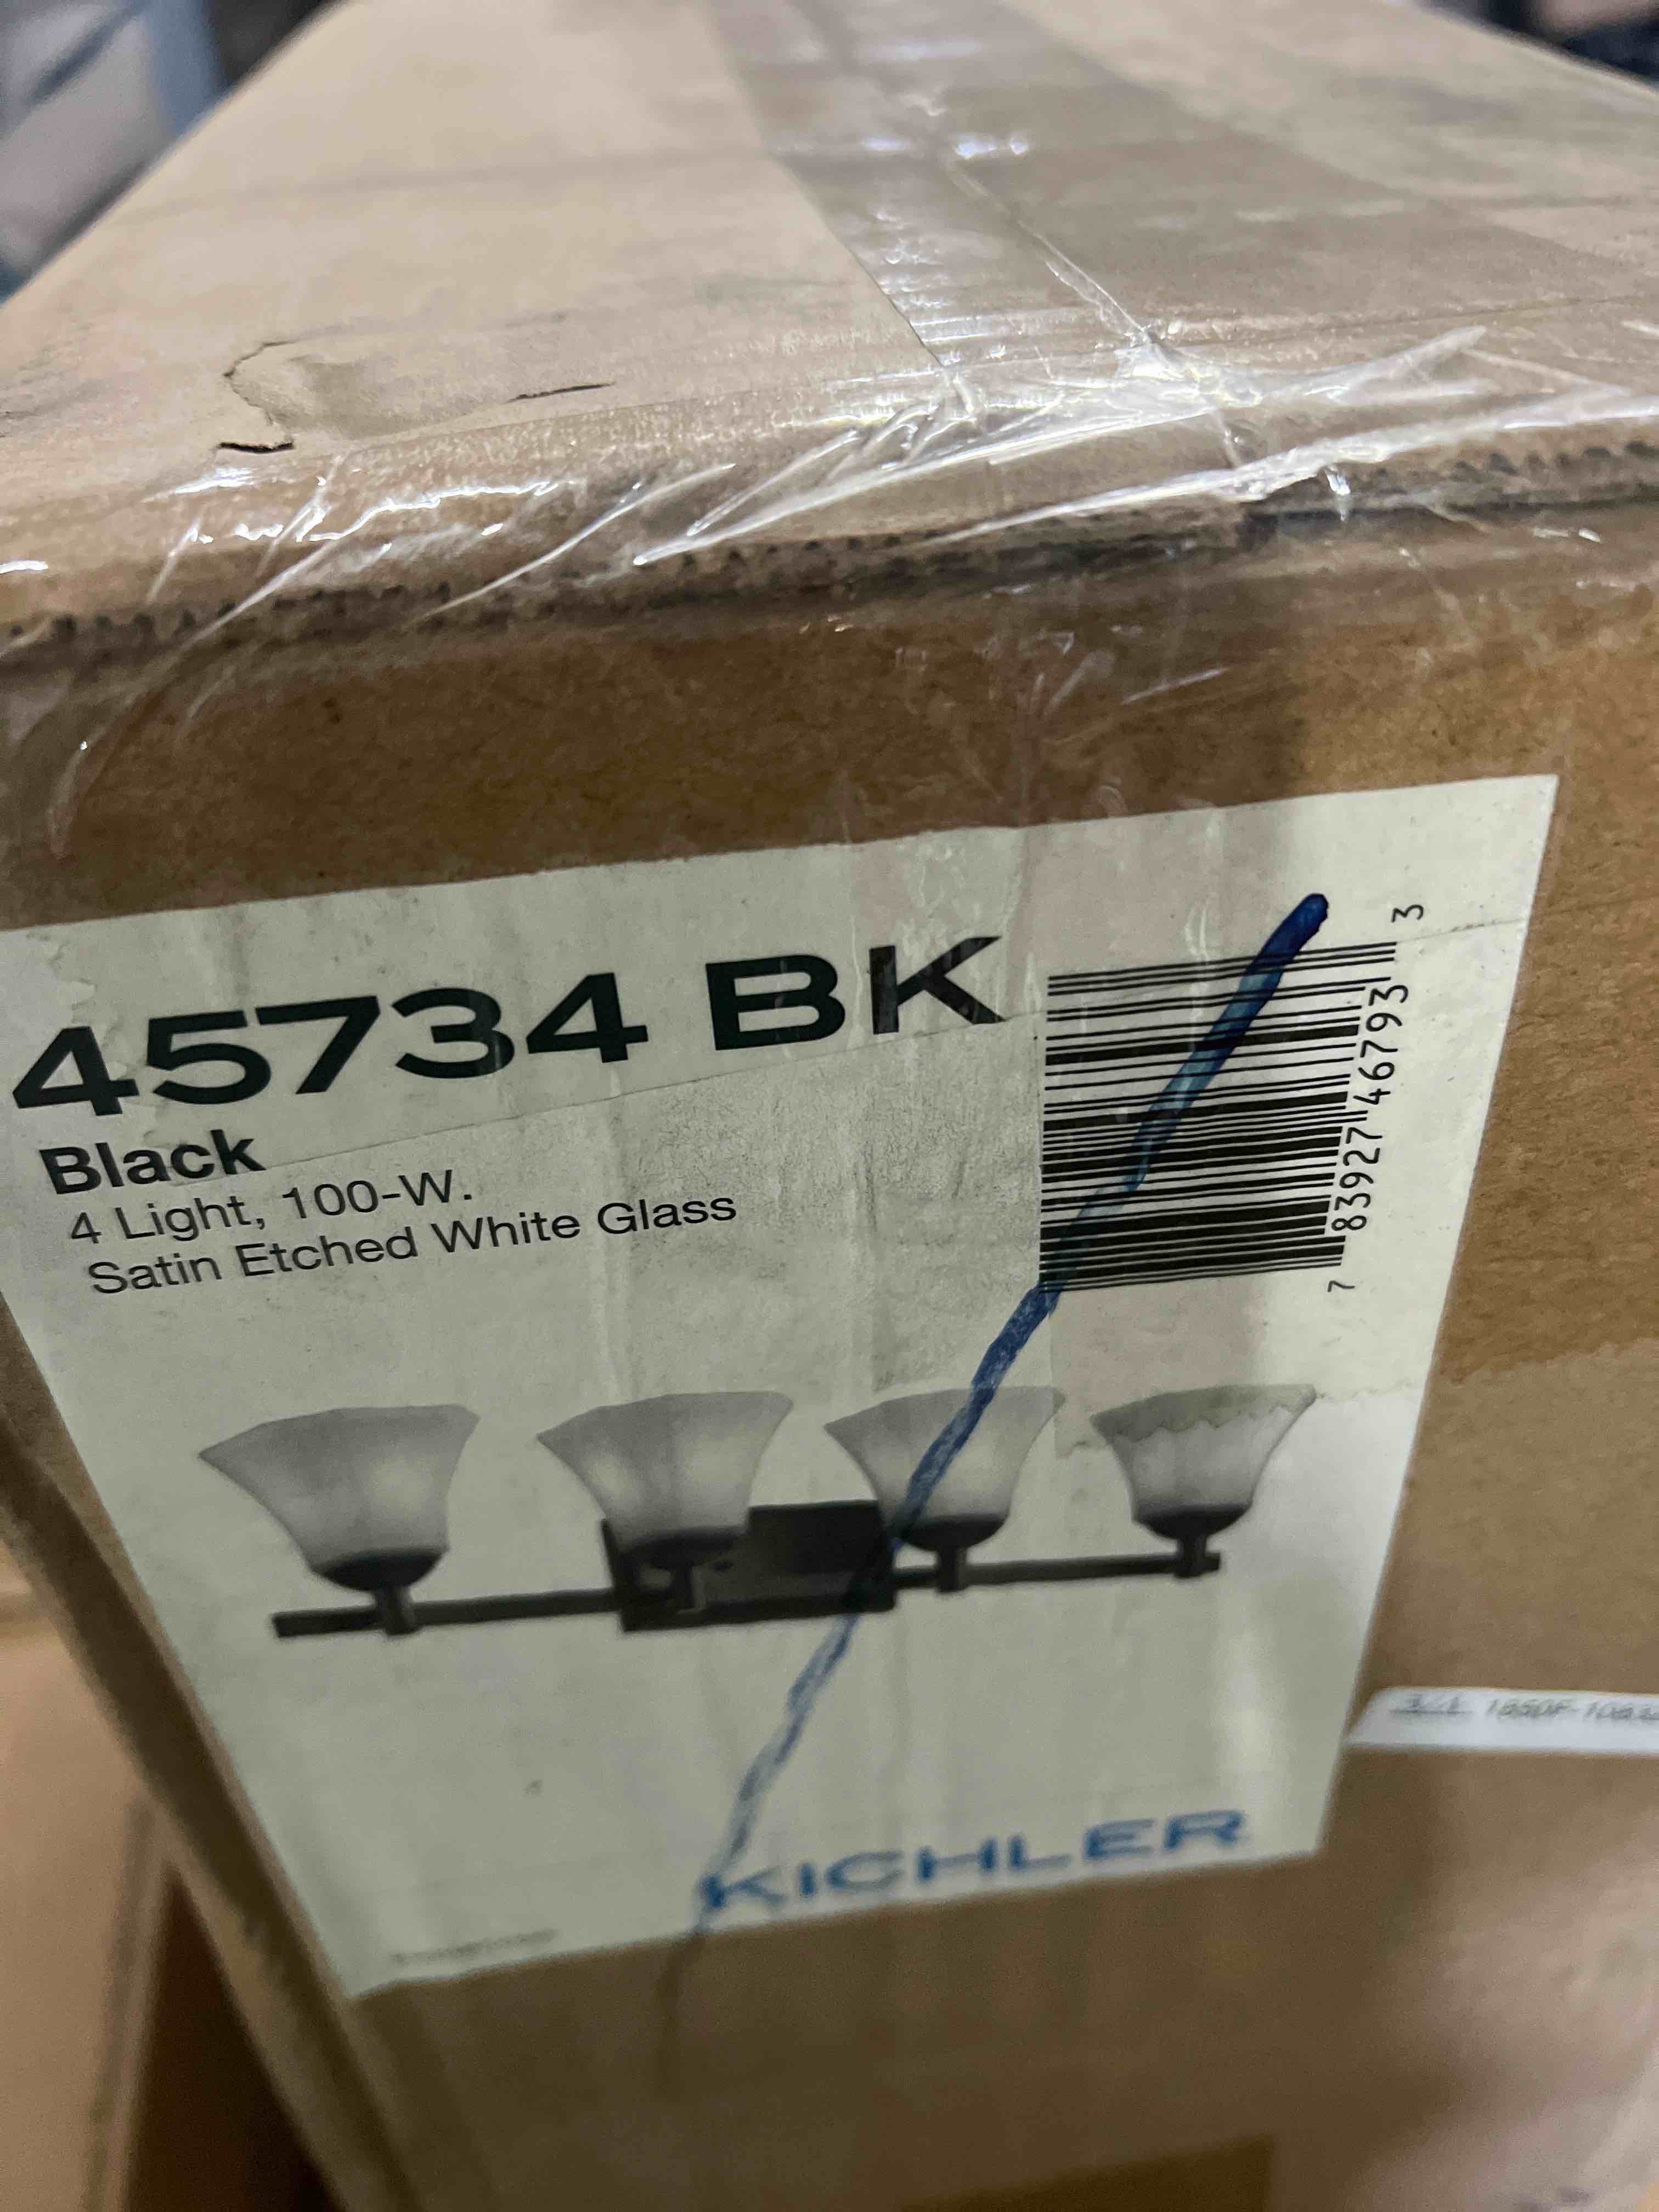 45734 BK
Black
4 Light, 100-W.
Satin Etched White Glass
7 83927 46793 3
KICHLER